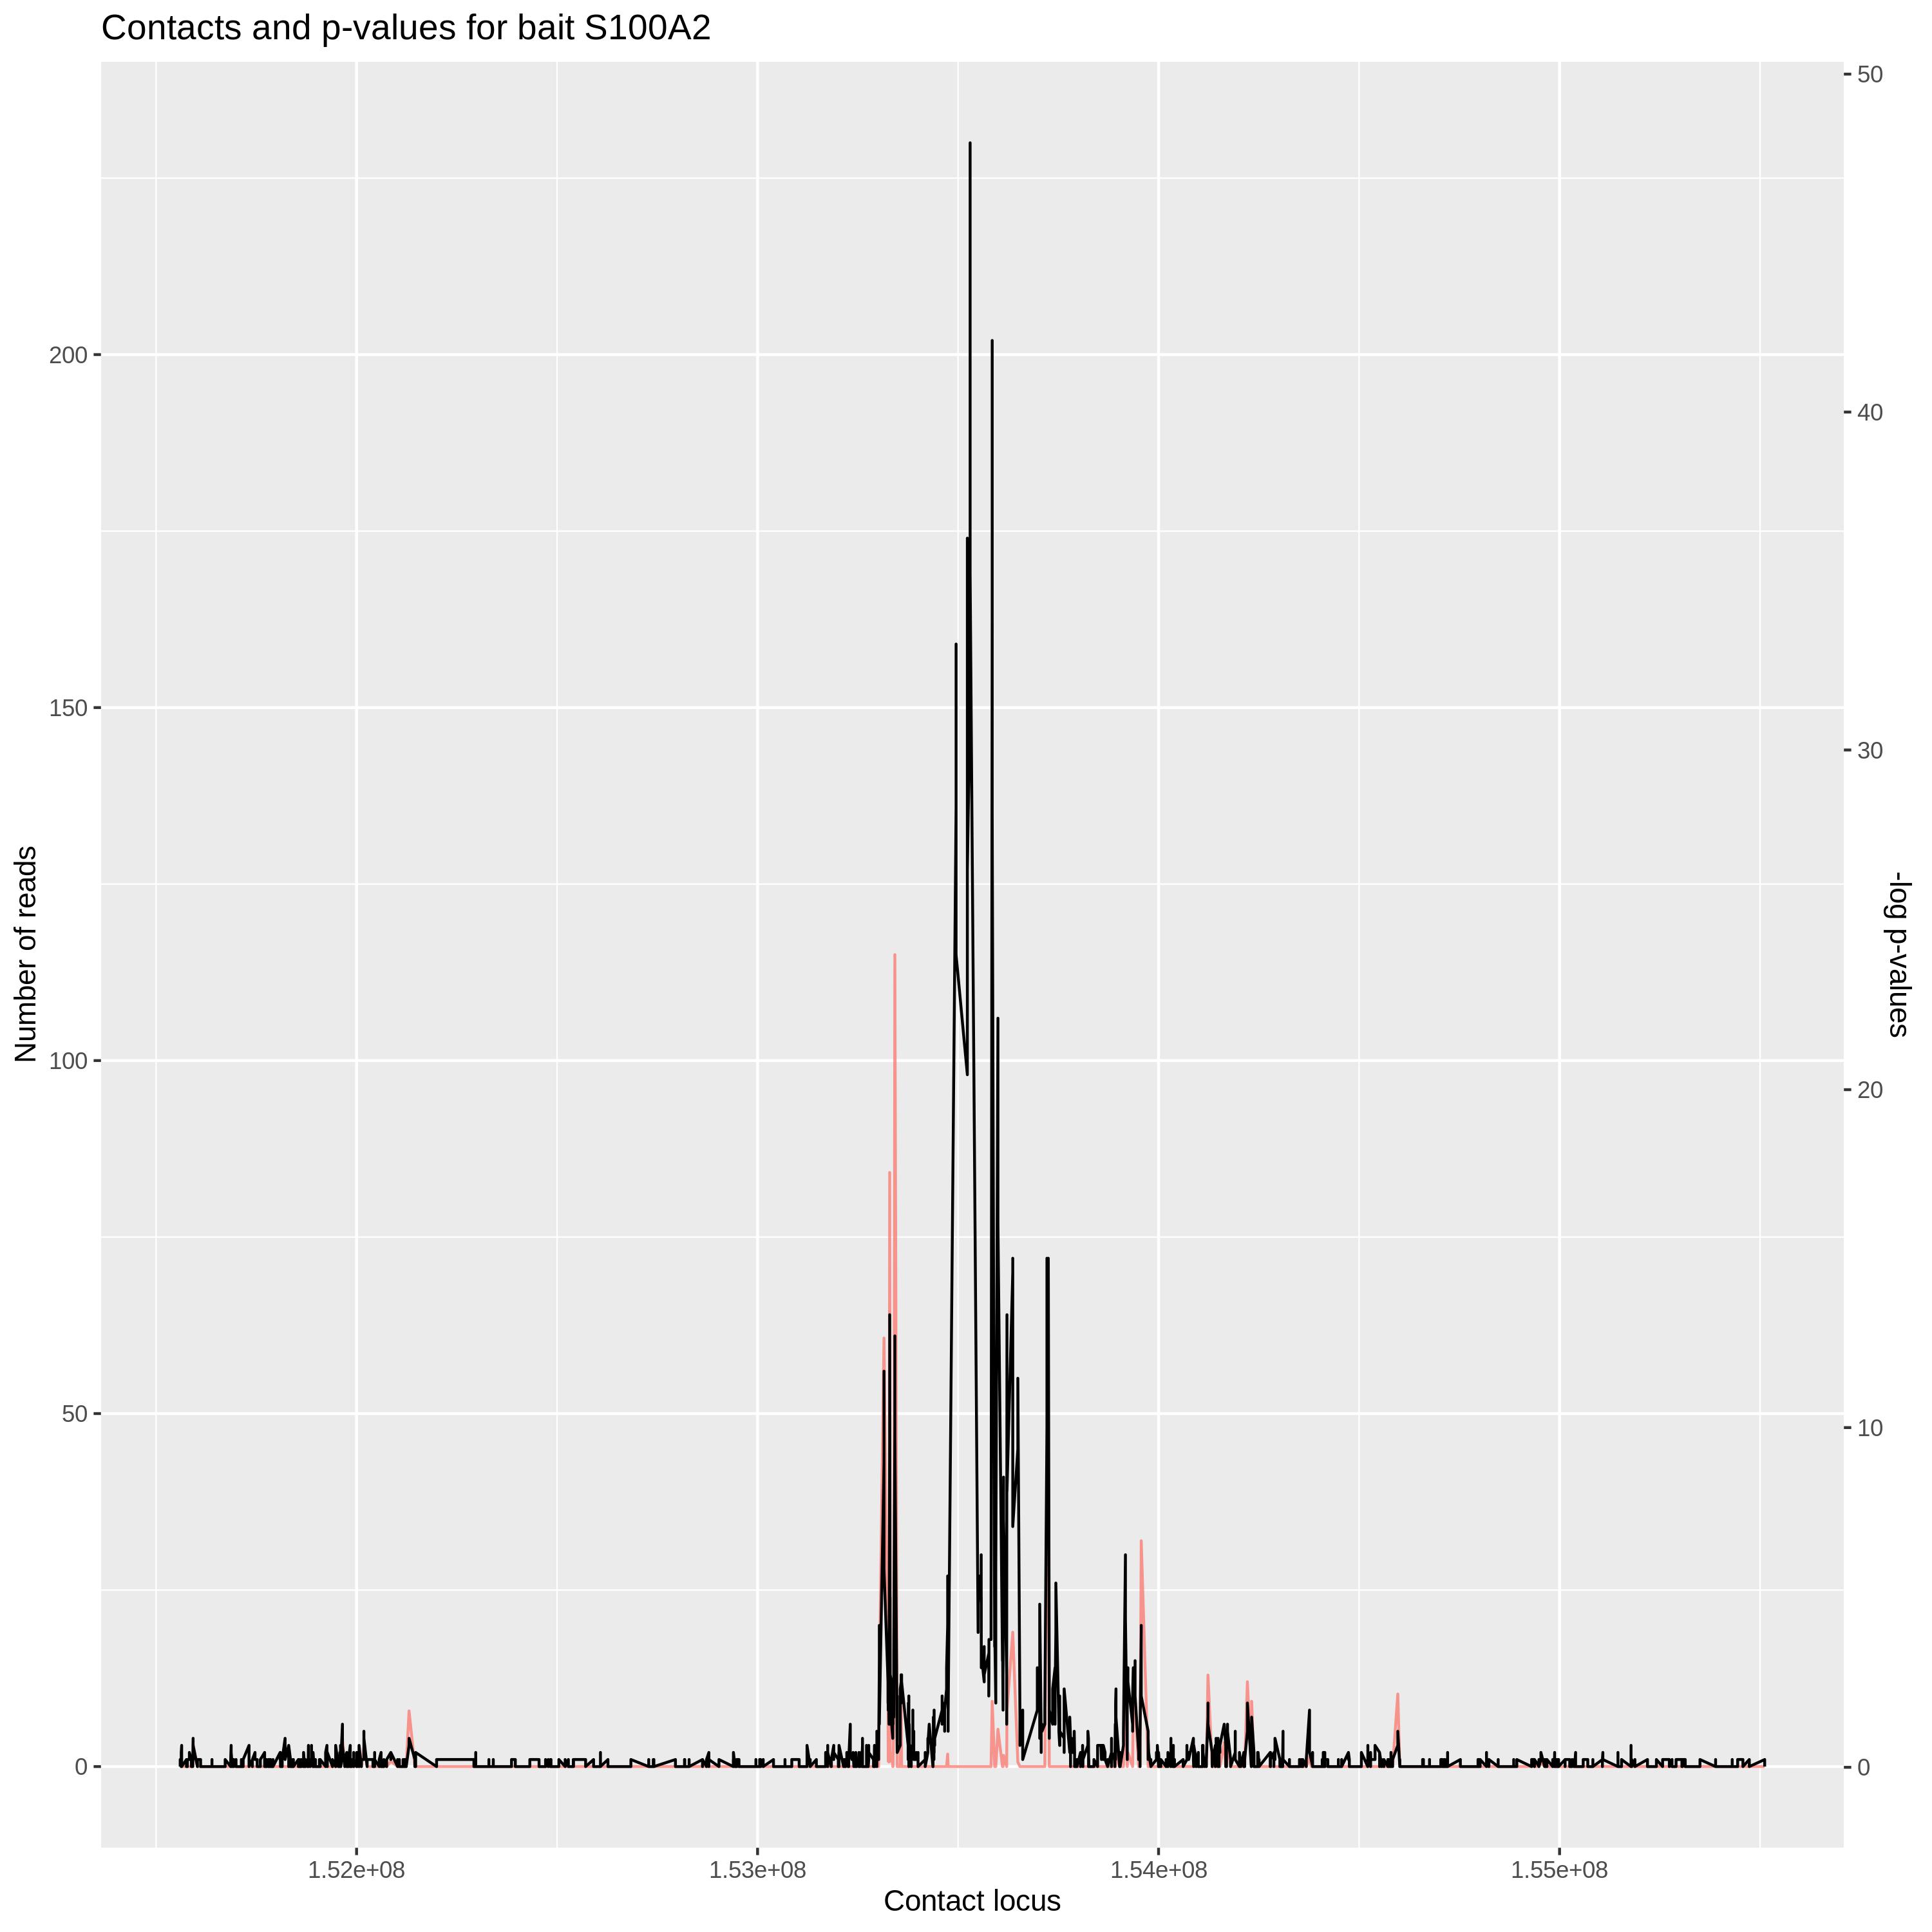 Contacts and p-values for bait S100A2
Number of reads
200
150
100
50
0
50
40
30
20
10
0
-log p-values
1.52e+08
1.53e+08
1.54e+08
1.55e+08
Contact locus